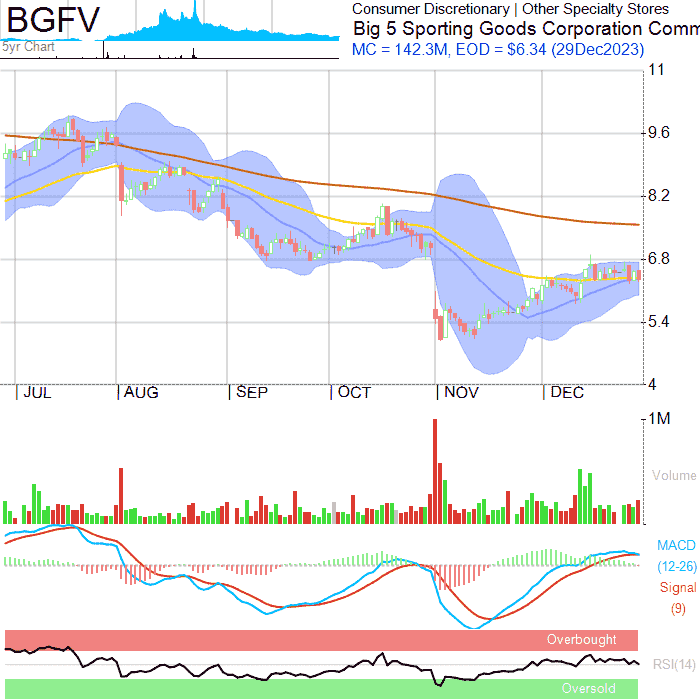 BGFV
5yr Chart
Consumer Discretionary | Other Specialty Stores
Big 5 Sporting Goods Corporation Comm
MC = 142.3M, EOD = $6.34 (29Dec2023)
11
9.6
8.2
6.8
5.4
4
JUL AUG SEP OCT NOV DEC
1M
Volume
MACD
(12-26)
Signal
(9)
Overbought
RSI(14)
Oversold